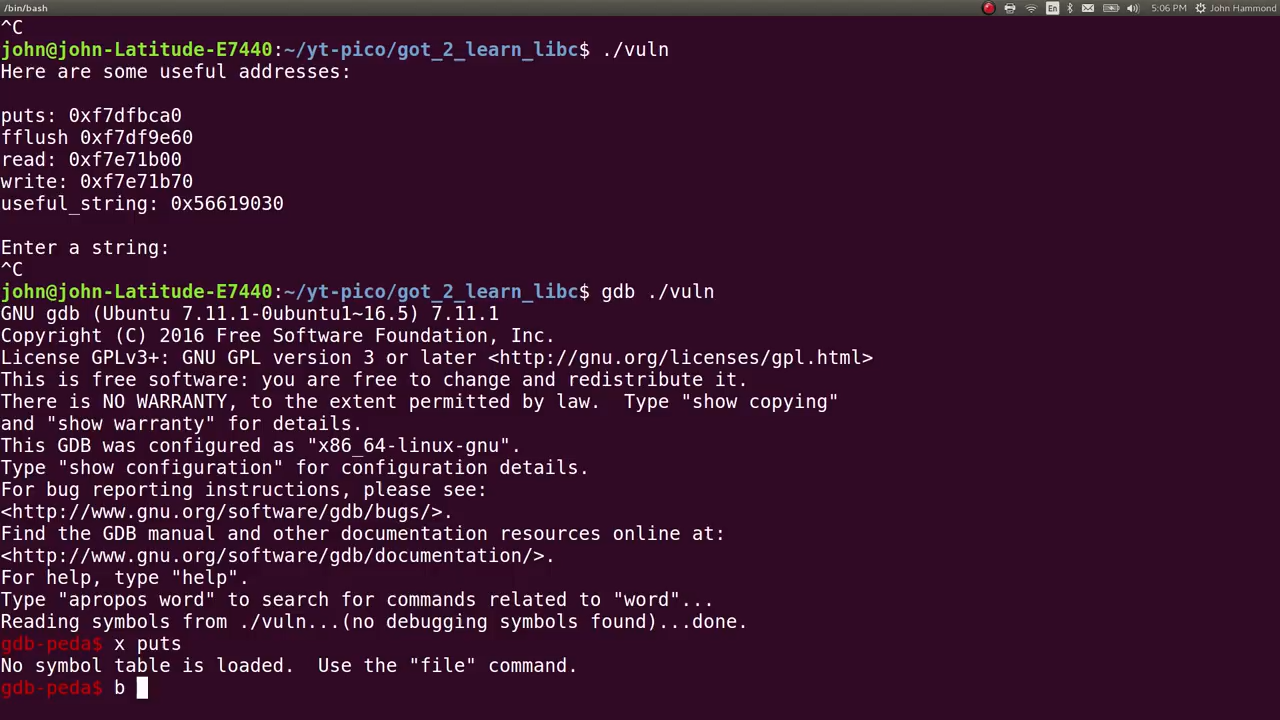 /bin/bash
En
5:06 PM
John Hammond
^C
john@john-Latitude-E7440:~/yt-pico/got_2_learn_libc$ ./vuln
Here are some useful addresses:
puts: 0xf7dfbca0
fflush 0xf7df9e60
read: 0xf7e71b00
write: 0xf7e71b70
useful_string: 0x56619030
Enter a string:
^C
john@john-Latitude-E7440:~/yt-pico/got_2_learn_libc$ gdb ./vuln
GNU gdb (Ubuntu 7.11.1-0ubuntu1~16.5) 7.11.1
Copyright (C) 2016 Free Software Foundation, Inc.
License GPLv3+: GNU GPL version 3 or later <http://gnu.org/licenses/gpl.html>
This is free software: you are free to change and redistribute it.
There is NO WARRANTY, to the extent permitted by law.  Type "show copying"
and "show warranty" for details.
This GDB was configured as "x86_64-linux-gnu".
Type "show configuration" for configuration details.
For bug reporting instructions, please see:
<http://www.gnu.org/software/gdb/bugs/>.
Find the GDB manual and other documentation resources online at:
<http://www.gnu.org/software/gdb/documentation/>.
For help, type "help".
Type "apropos word" to search for commands related to "word"...
Reading symbols from ./vuln...(no debugging symbols found)...done.
gdb-peda$ x puts
No symbol table is loaded.  Use the "file" command.
gdb-peda$ b